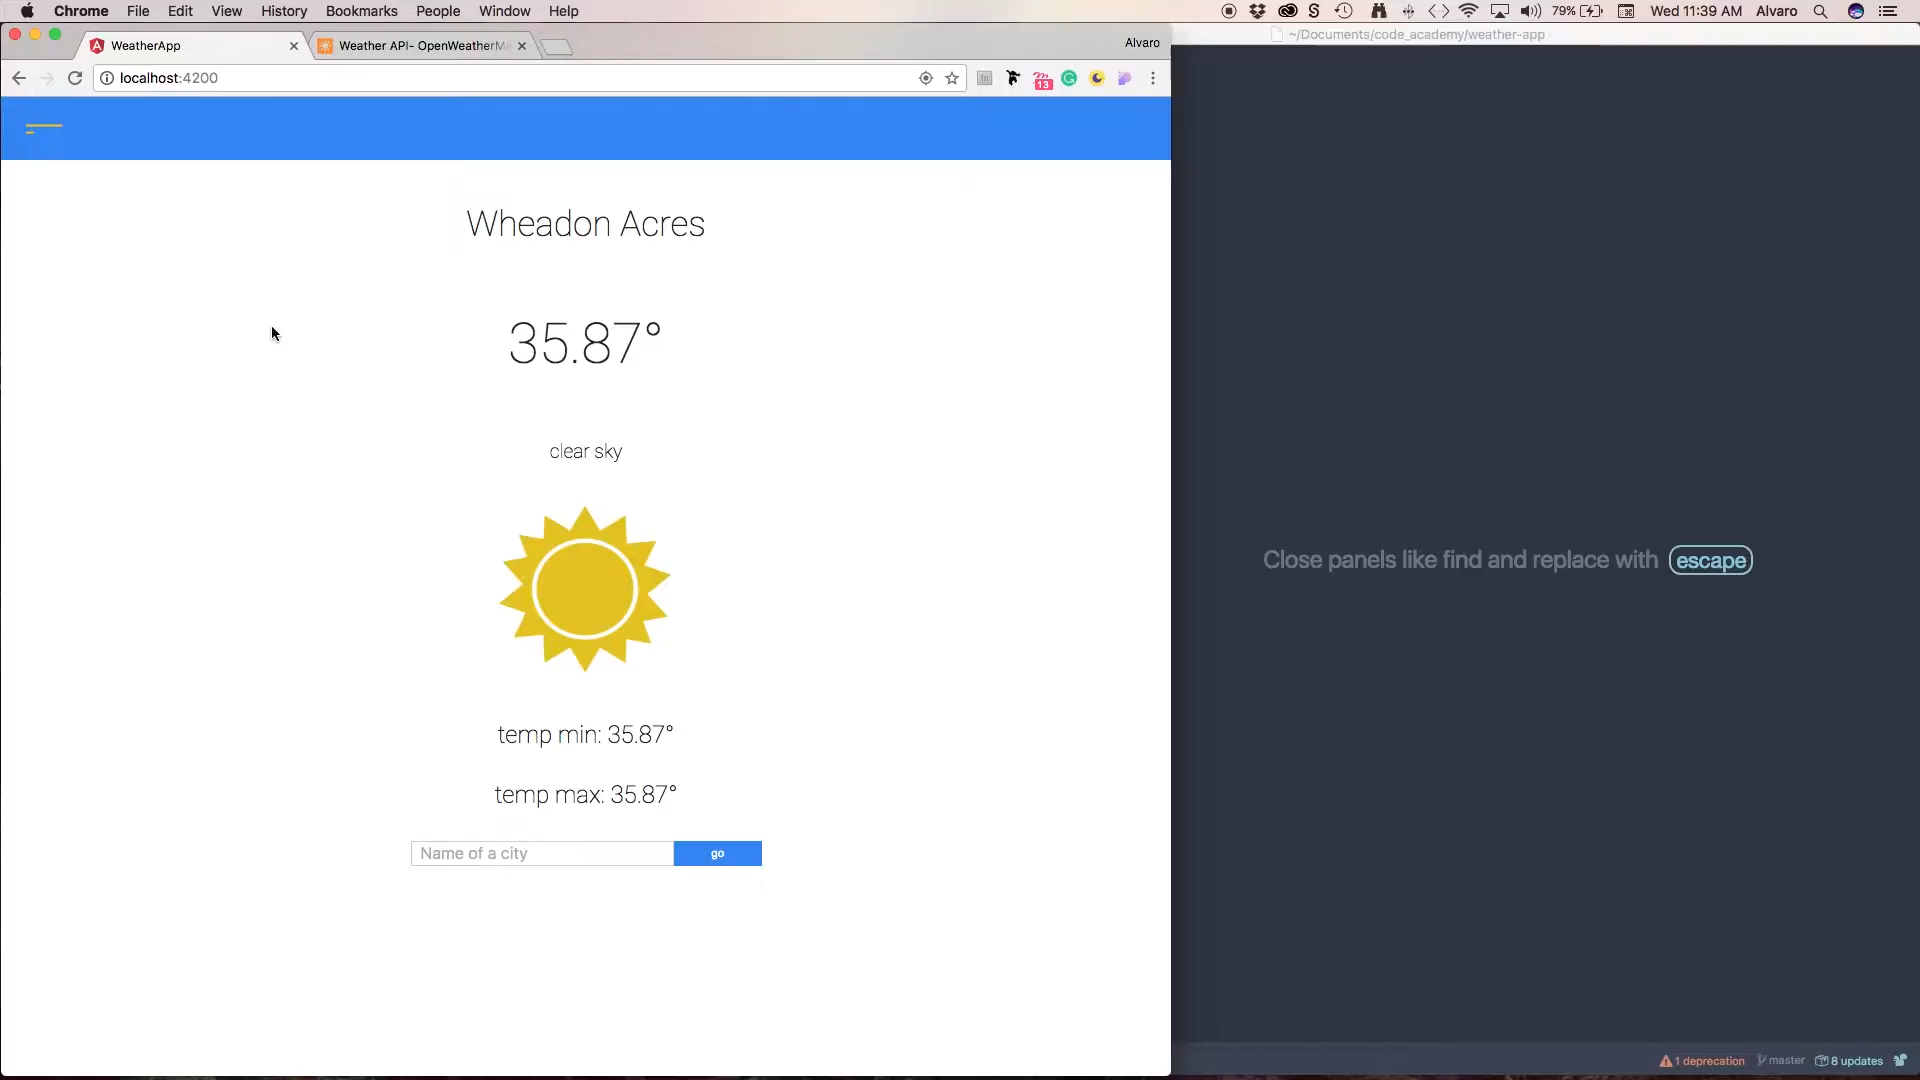 Chrome File Edit View History Bookmarks People Window Help
79% Wed 11:39 AM Alvaro
WeatherApp
Weather API- OpenWeatherMa
Alvaro
~/Documents/code_academy/weather-app
localhost:4200
13
Wheadon Acres
35.87°
clear sky
Close panels like find and replace with escape
temp min: 35.87°
temp max: 35.87°
Name of a city go
1 deprecation master 8 updates